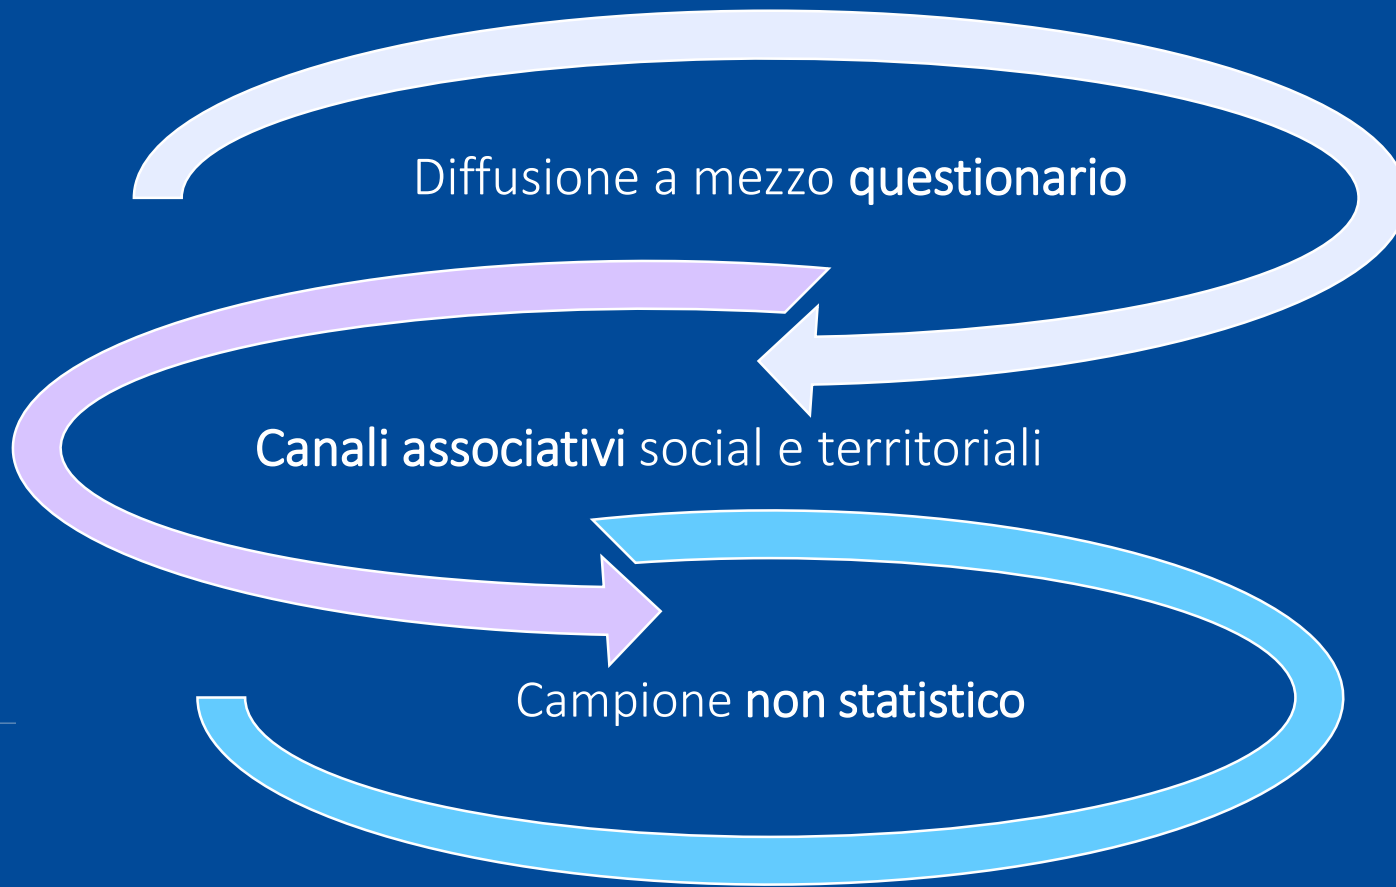 Diffusione a mezzo questionario
Canali associativi social e territoriali
Campione non statistico